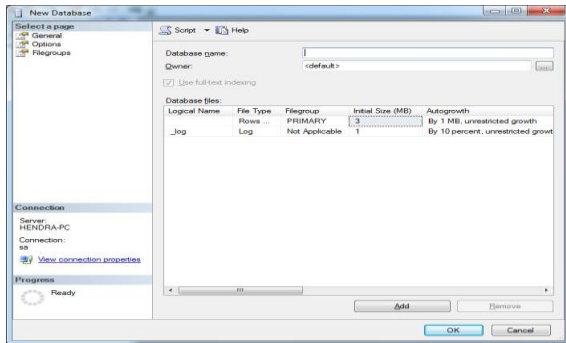 New Database
Select a page
General
Options
Filegroups
Script Help
Database name:
Owner: <default> ...
Use full-text indexing
Database files:
Logical Name File Type Filegroup Initial Size (MB) Autogrowth
Rows ... PRIMARY 3 By 1 MB, unrestricted growth
_log Log Not Applicable 1 By 10 percent, unrestricted growt
Connection
Server:
HENDRA-PC
Connection:
sa
View connection properties
Progress
Ready
Add Remove
OK Cancel